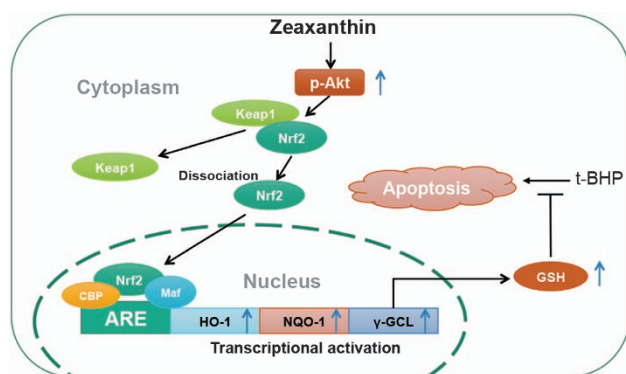 Zeaxanthin
Cytoplasm
p-Akt
Keap1
Nrf2
Keap1
Dissociation
Nrf2
Apoptosis
t-BHP
Nucleus
GSH
Nrf2
CBP
Maf
ARE
HO-1
NQO-1
γ-GCL
Transcriptional activation